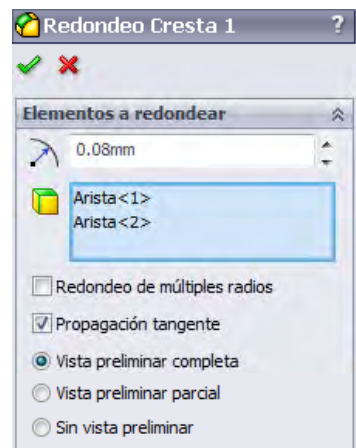 Redondeo Cresta 1 ?
Elementos a redondear
0.08mm
Arista<1>
Arista<2>
Redondeo de múltiples radios
Propagación tangente
Vista preliminar completa
Vista preliminar parcial
Sin vista preliminar